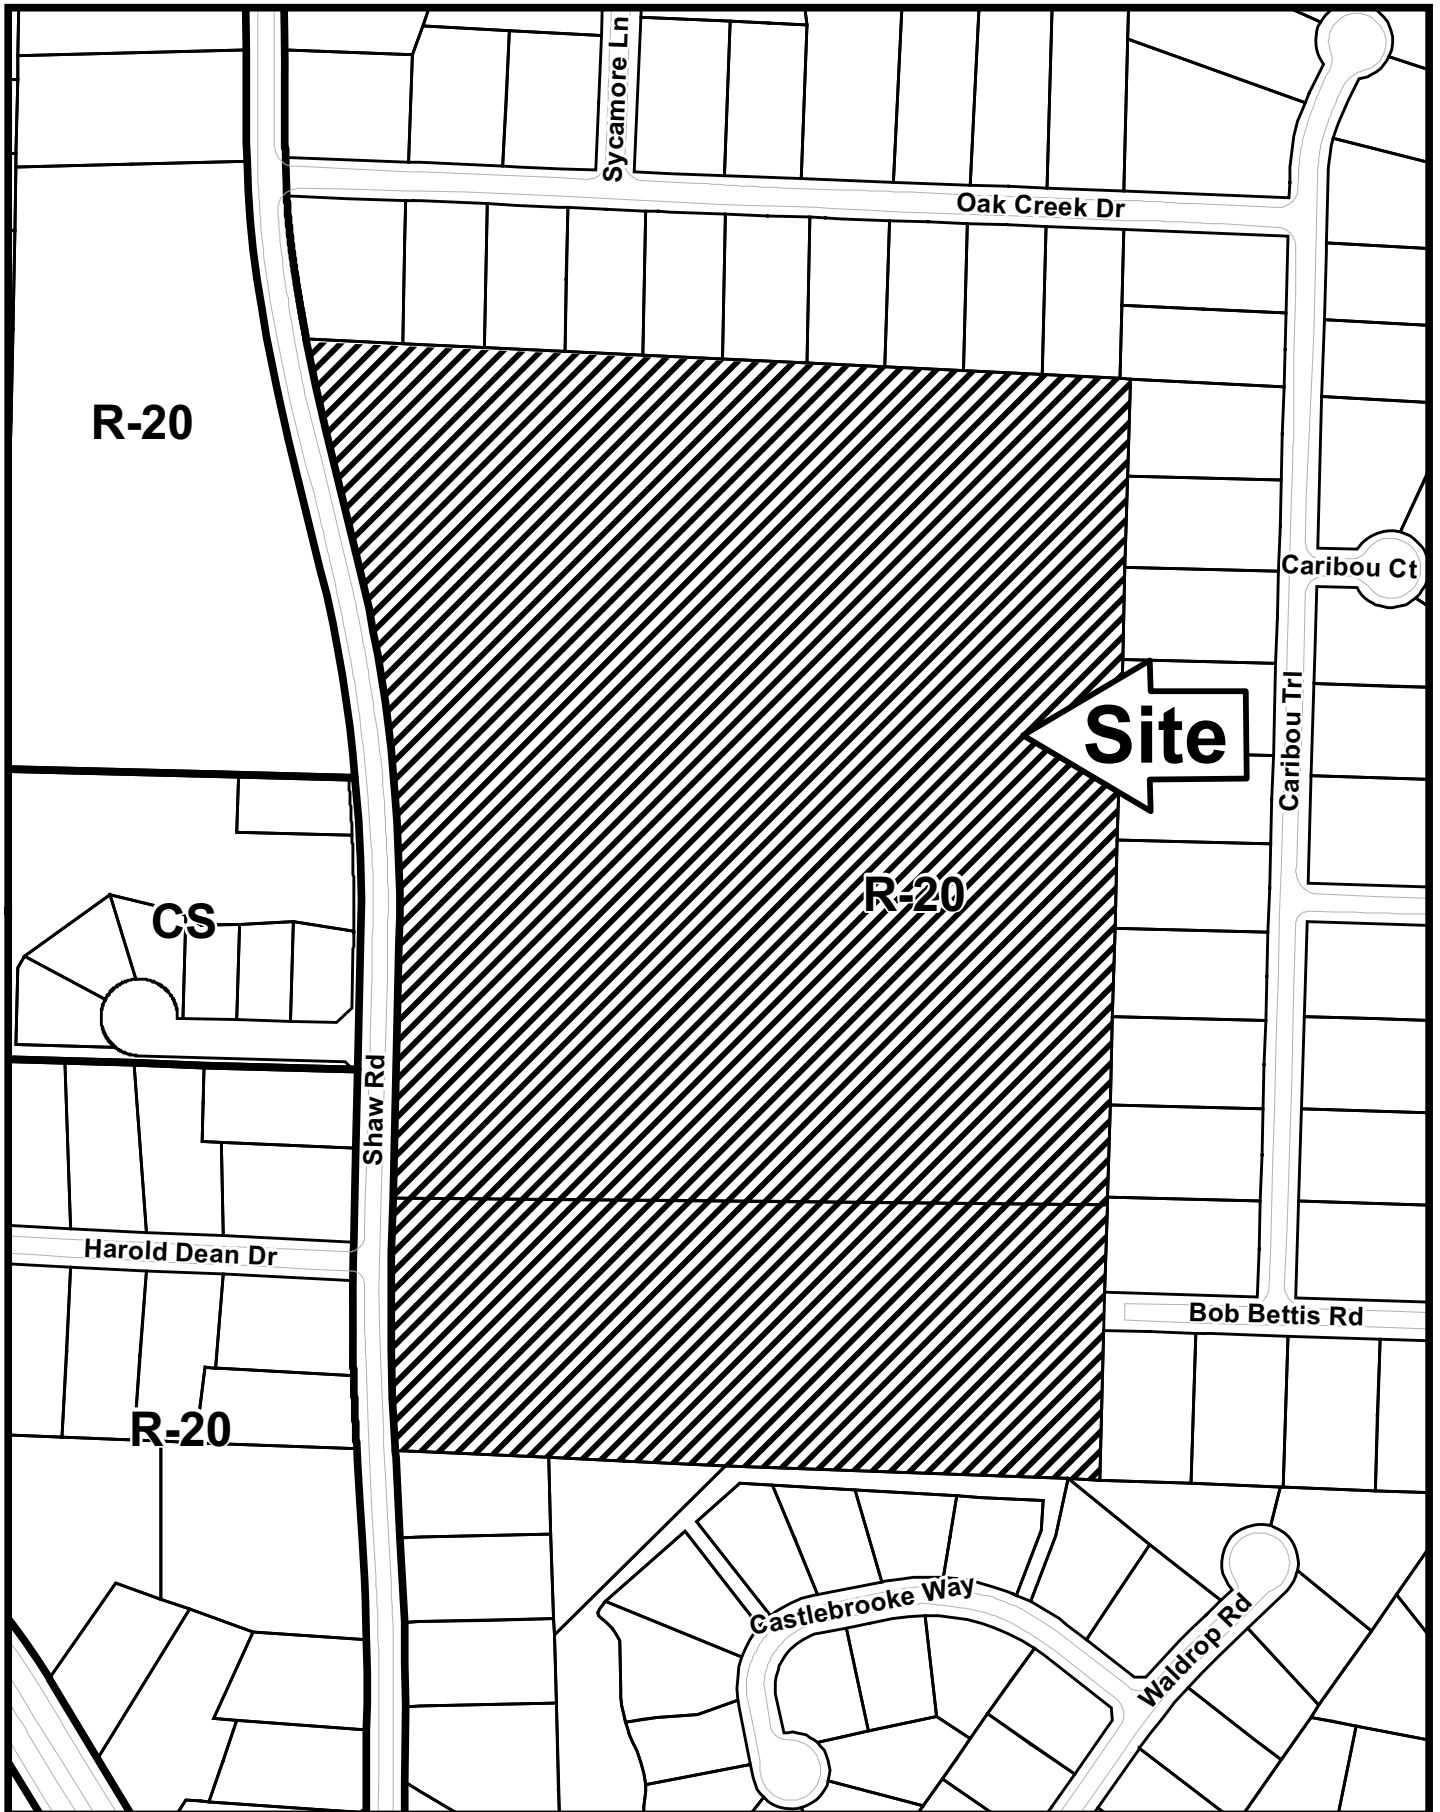 Sycamore Ln
Oak Creek Dr
R-20
Caribou Ct
Caribou Trl
Site
R-20
CS
Shaw Rd
Harold Dean Dr
Bob Bettis Rd
R-20
Castlebrooke Way
Waldrop Rd